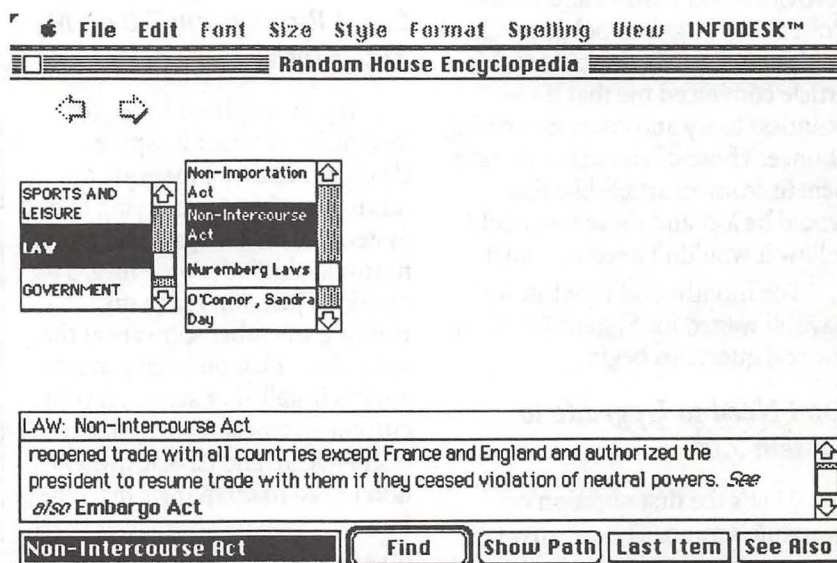 File Edit Font Size Style Format Spelling View INFODESK™
Random House Encyclopedia
SPORTS AND
LEISURE
LAW
GOVERNMENT
Non-Importation
Act
Non-Intercourse
Act
Nuremberg Laws
O'Connor, Sandra
Day
LAW: Non-Intercourse Act
reopened trade with all countries except France and England and authorized the
president to resume trade with them if they ceased violation of neutral powers. See
also Embargo Act
Non-Intercourse Act
Find
Show Path
Last Item
See Also